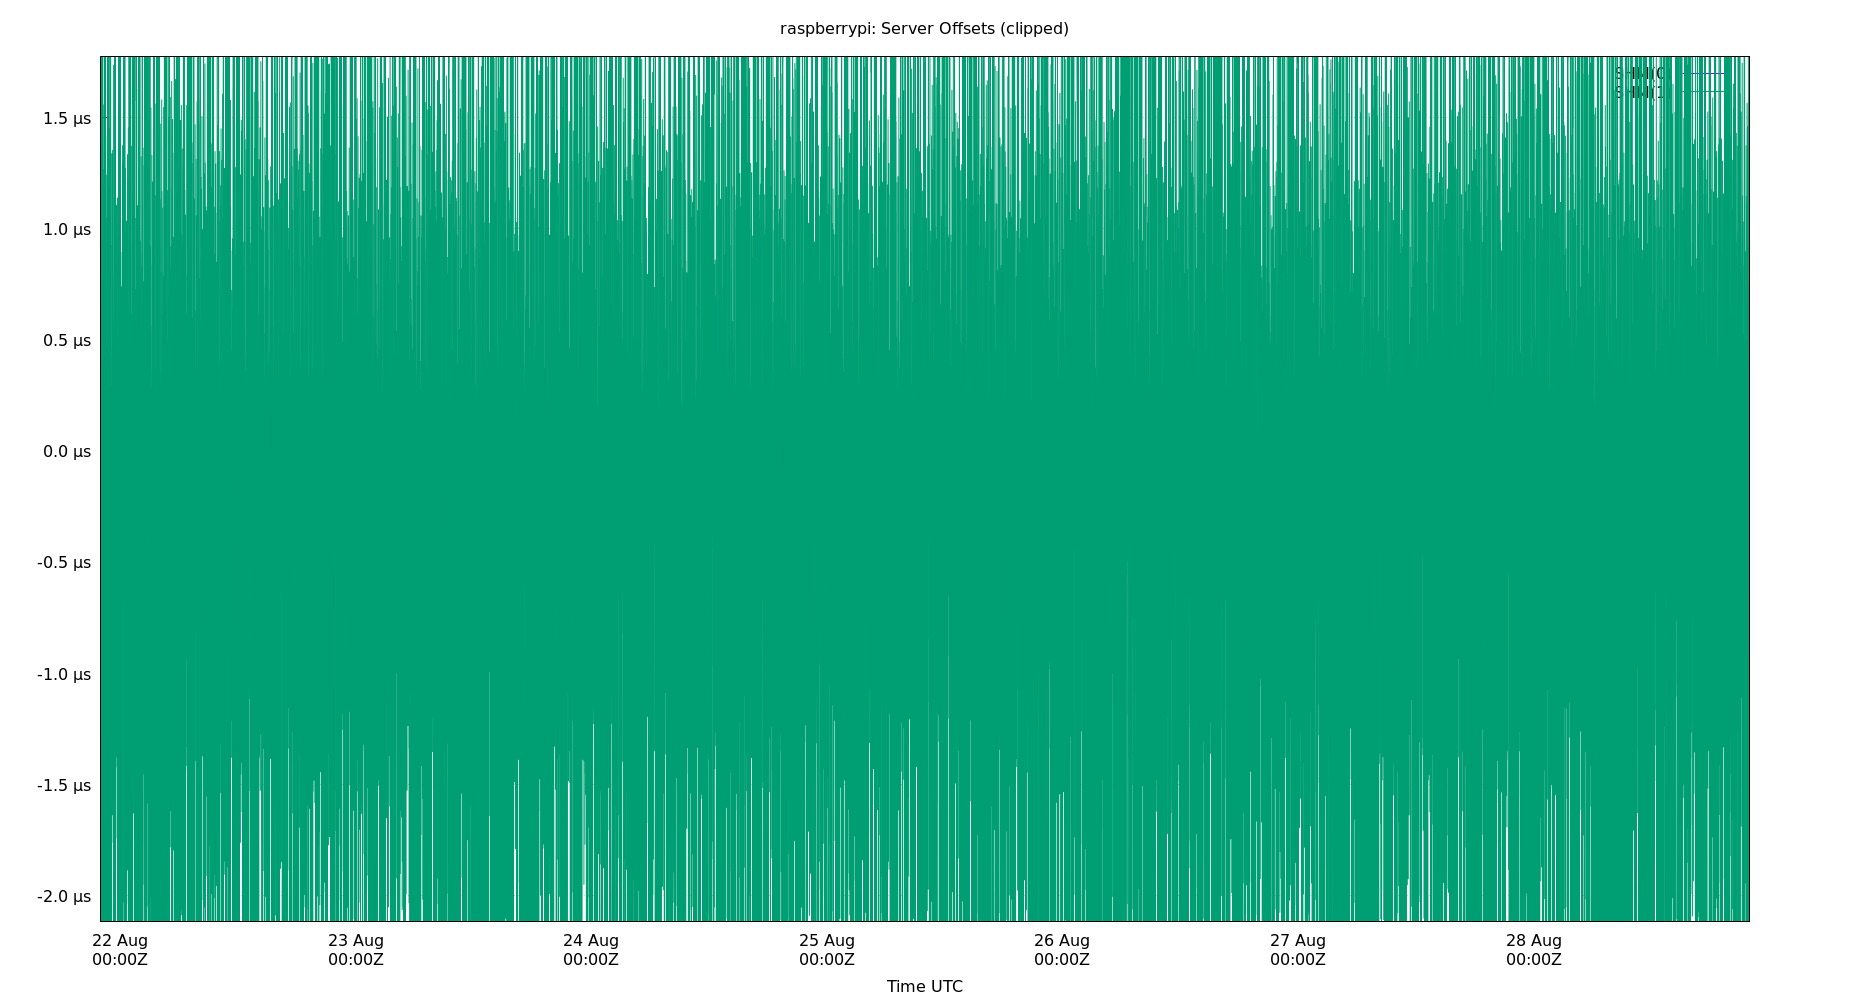 raspberrypi: Server Offsets (clipped)
1.5 µs
1.0 µs
0.5 µs
0.0 µs
-0.5 µs
-1.0 µs
-1.5 µs
-2.0 µs
22 Aug 23 Aug 24 Aug 25 Aug 26 Aug 27 Aug 28 Aug
00:00Z 00:00Z 00:00Z 00:00Z 00:00Z 00:00Z 00:00Z
Time UTC